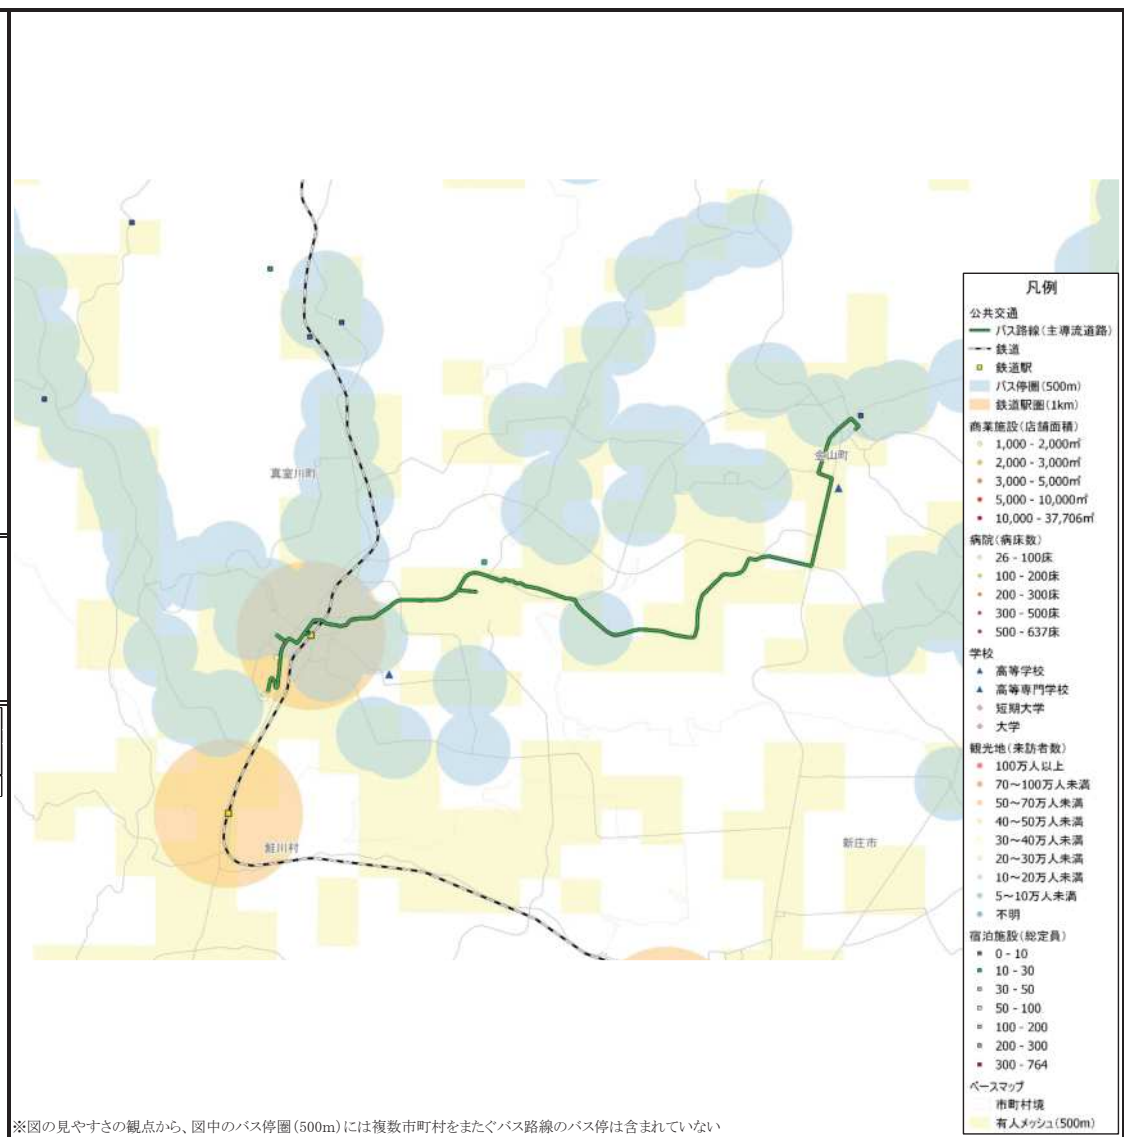 真室川町
金山町
鮭川村
新庄市
凡例
公共交通
バス路線(主導流道路)
鉄道
鉄道駅
バス停圏(500m)
鉄道駅圏(1km)
商業施設(店舗面積)
1,000 - 2,000㎡
2,000 - 3,000㎡
3,000 - 5,000㎡
5,000 - 10,000㎡
10,000 - 37,706㎡
病院(病床数)
26 - 100床
100 - 200床
200 - 300床
300 - 500床
500 - 637床
学校
高等学校
高等専門学校
短期大学
大学
観光地(来訪者数)
100万人以上
70～100万人未満
50～70万人未満
40～50万人未満
30～40万人未満
20～30万人未満
10～20万人未満
5～10万人未満
不明
宿泊施設(総定員)
0 - 10
10 - 30
30 - 50
50 - 100
100 - 200
200 - 300
300 - 764
ベースマップ
市町村境
有人メッシュ(500m)
※図の見やすさの観点から、図中のバス停圏(500m)には複数市町村をまたぐバス路線のバス停は含まれていない